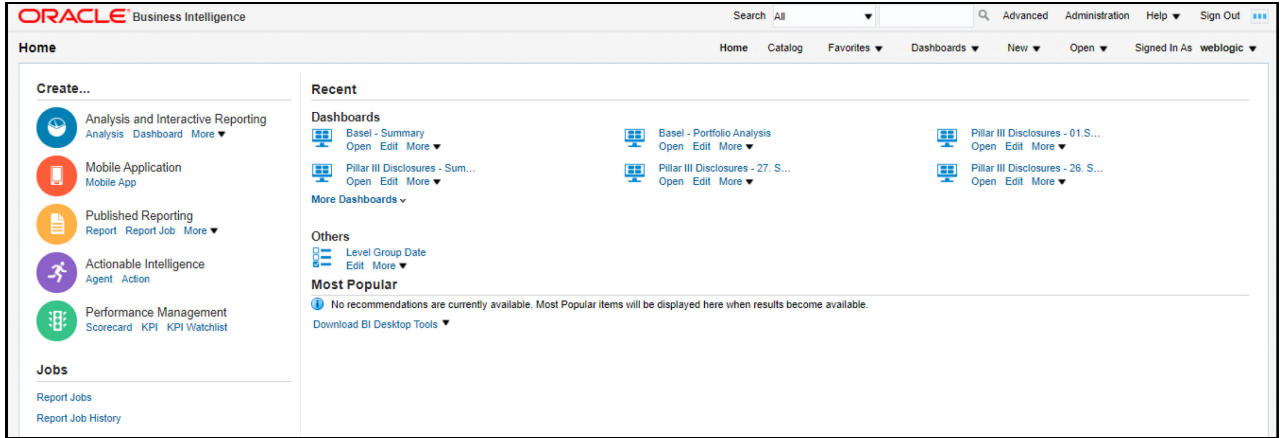 ORACLE Business Intelligence
Search All Advanced Administration Help Sign Out
Home
Home Catalog Favorites Dashboards New Open Signed In As weblogic
Create...
Analysis and Interactive Reporting
Analysis Dashboard More
Mobile Application
Mobile App
Published Reporting
Report Report Job More
Actionable Intelligence
Agent Action
Performance Management
Scorecard KPI KPI Watchlist
Jobs
Report Jobs
Report Job History
Recent
Dashboards
Basel - Summary
Open Edit More
Basel - Portfolio Analysis
Open Edit More
Pillar III Disclosures - 01.S...
Open Edit More
Pillar III Disclosures - Sum...
Open Edit More
Pillar III Disclosures - 27. S...
Open Edit More
Pillar III Disclosures - 26. S...
Open Edit More
More Dashboards
Others
Level Group Date
Edit More
Most Popular
No recommendations are currently available. Most Popular items will be displayed here when results become available.
Download BI Desktop Tools